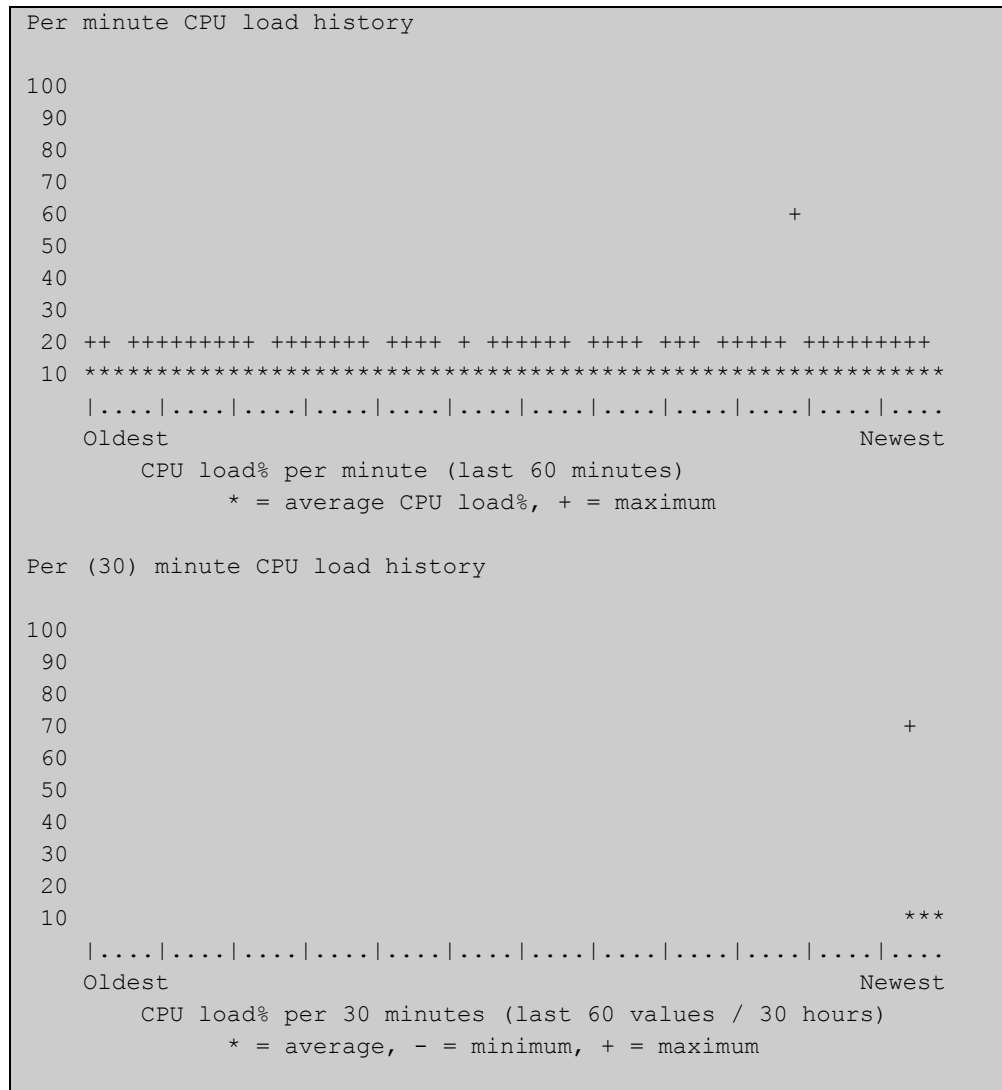 Per minute CPU load history
100
 90
 80
 70
 60                                                  +
 50
 40
 30
 20 ++ +++++++++ +++++++ ++++ + ++++++ ++++ +++ +++++ +++++++++
 10 ************************************************************
    |....|....|....|....|....|....|....|....|....|....|....|....
    Oldest                                                Newest
        CPU load% per minute (last 60 minutes)
              * = average CPU load%, + = maximum
Per (30) minute CPU load history
100
 90
 80
 70                                                          +
 60
 50
 40
 30
 20
 10                                                          ***
    |....|....|....|....|....|....|....|....|....|....|....|....
    Oldest                                                Newest
        CPU load% per 30 minutes (last 60 values / 30 hours)
              * = average, - = minimum, + = maximum